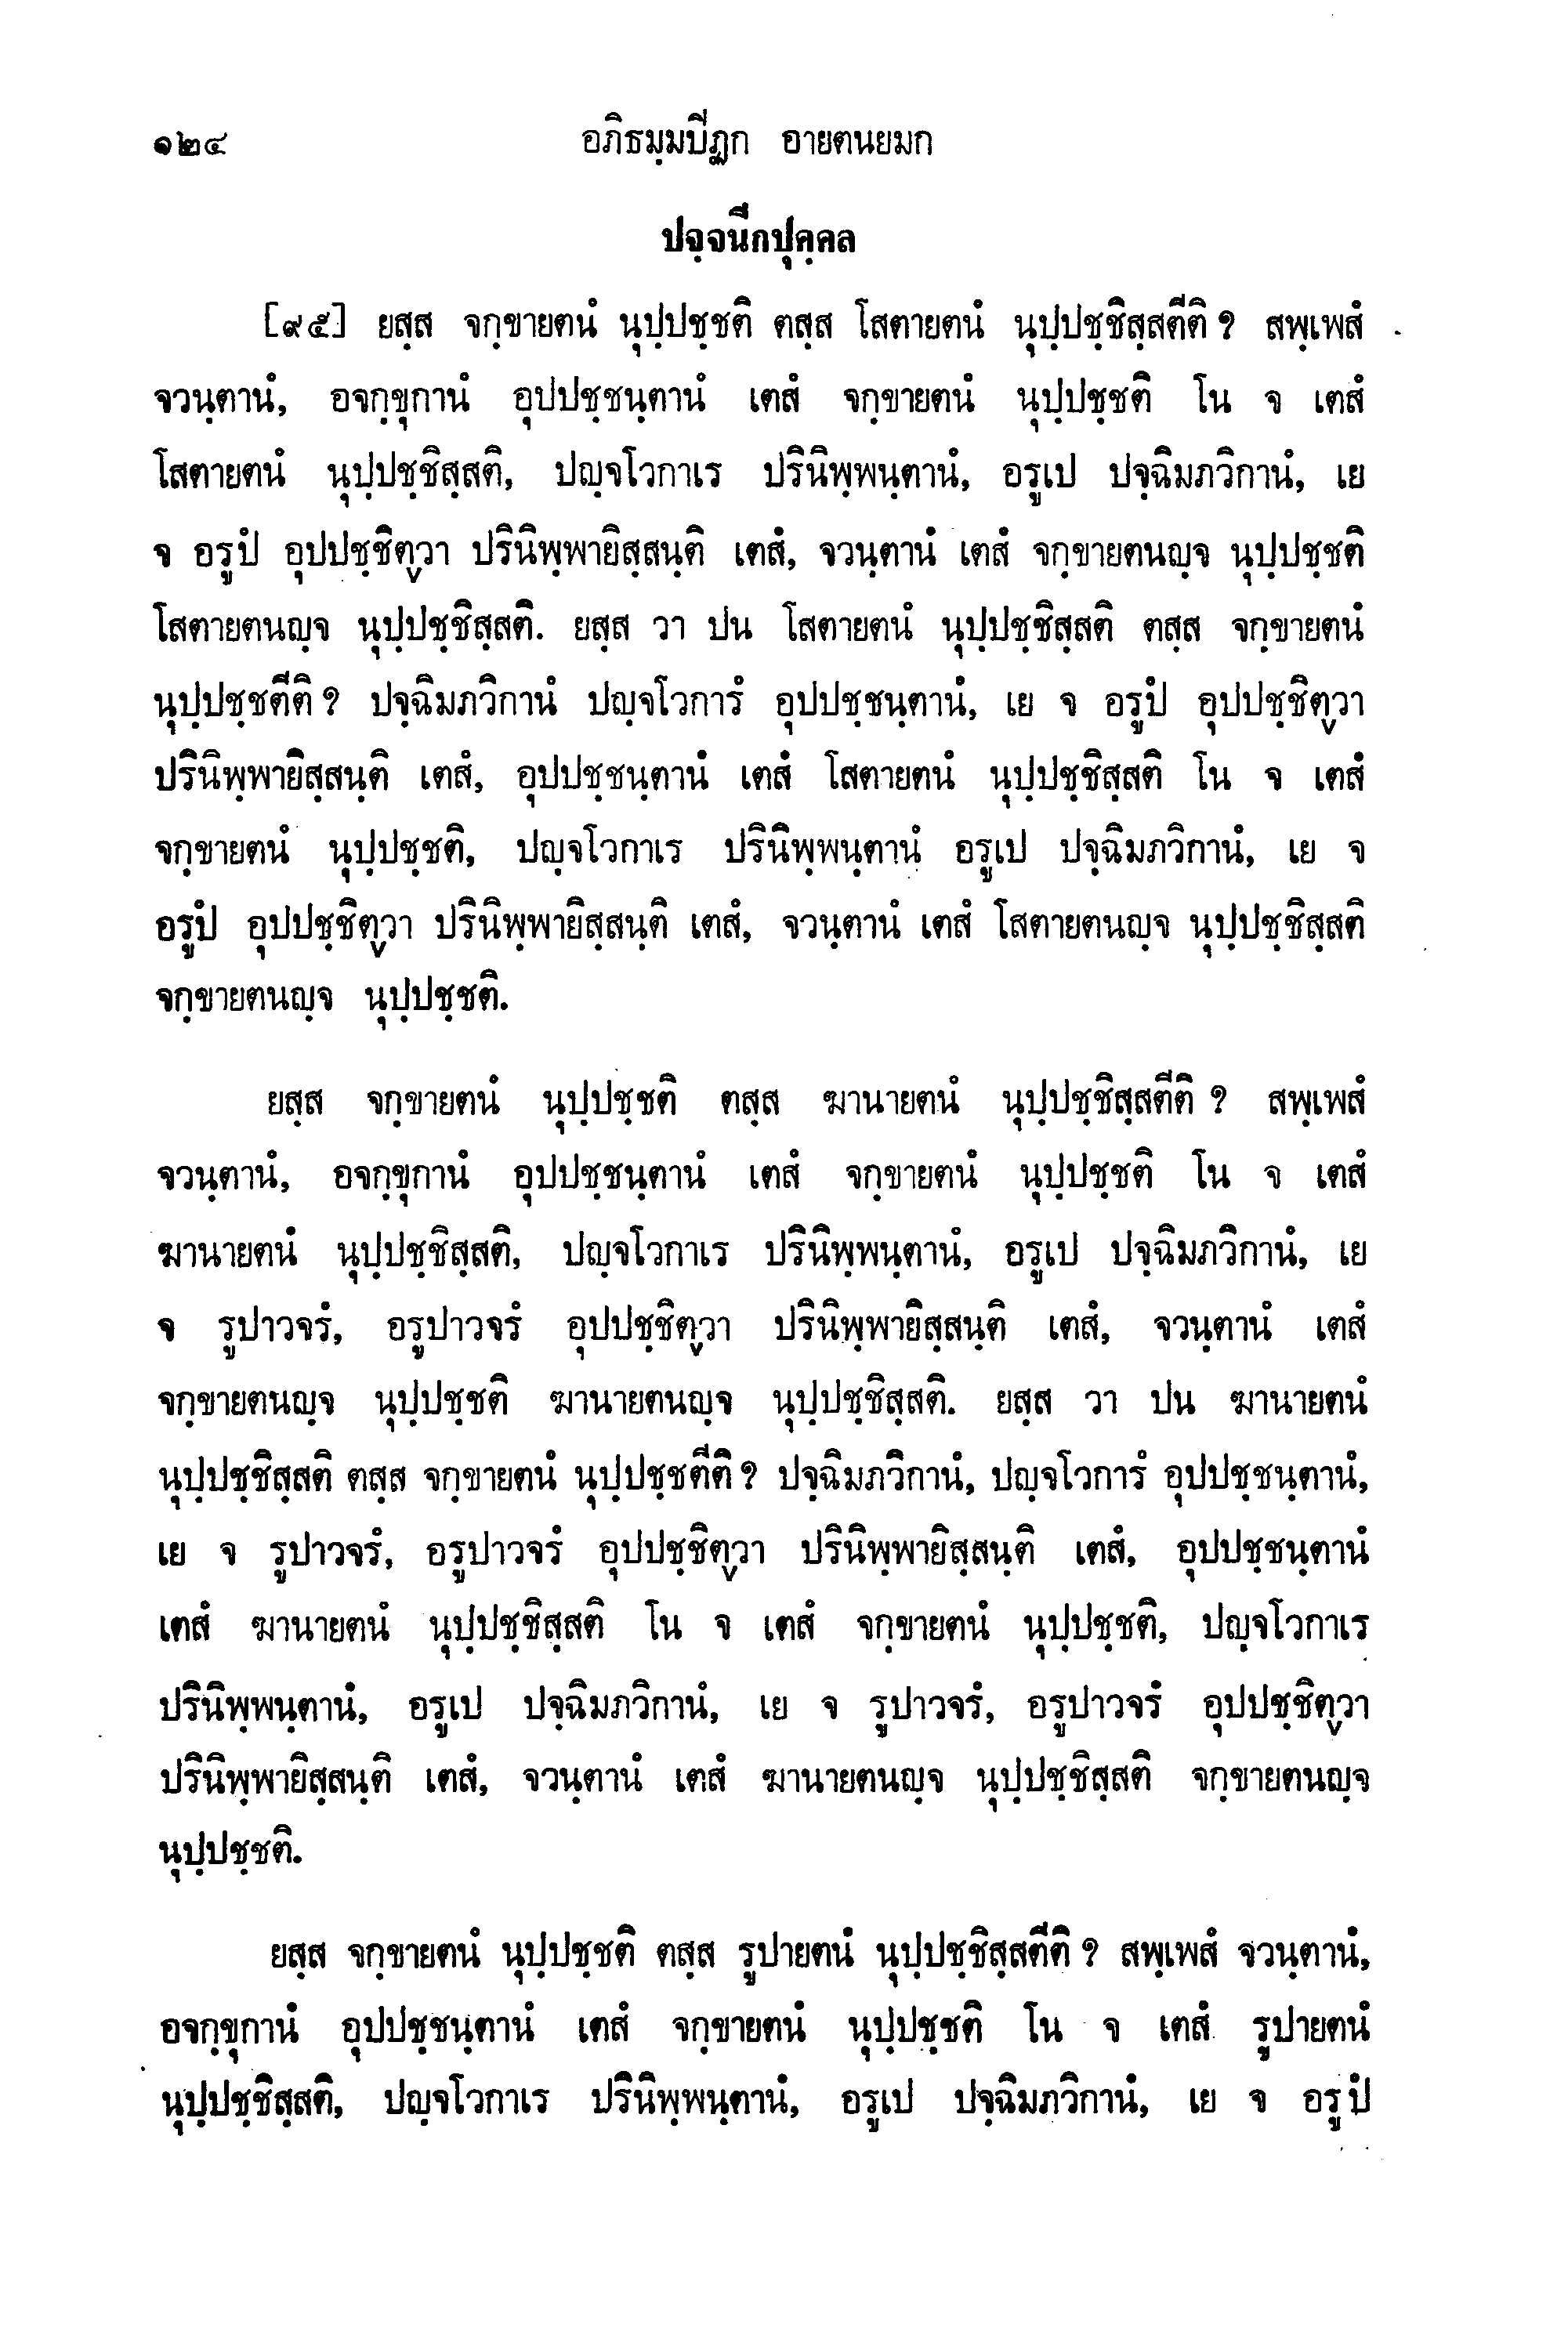 ๑๒๔ อภิธมฺมปีฏก อายตนยมก
ปจฺจนีกปุคฺคล
[๙๕] ยสฺส จกฺขายตนํ นุปฺปชฺชติ ตสฺส โสตายตนํ นุปฺปชฺชิสฺสตีติ ? สพฺเพสํ
จวนฺตานํ, อจกฺขุกานํ อุปปชฺชนฺตานํ เตสํ จกฺขายตนํ นุปฺปชฺชติ โน จ เตสํ
โสตายตนํ นุปฺปชฺชิสฺสติ, ปญฺจโวกาเร ปรินิพฺพนฺตานํ, อรูเป ปจฺฉิมภวิกานํ, เย
จ อรูปํ อุปปชฺชิตฺวา ปรินิพฺพายิสฺสนฺติ เตสํ, จวนฺตานํ เตสํ จกฺขายตนญฺจ นุปฺปชฺชติ
โสตายตนญฺจ นุปฺปชฺชิสฺสติ. ยสฺส วา ปน โสตายตนํ นุปฺปชฺชิสฺสติ ตสฺส จกฺขายตนํ
นุปฺปชฺชตีติ ? ปจฺฉิมภวิกานํ ปญฺจโวการํ อุปปชฺชนฺตานํ, เย จ อรูปํ อุปปชฺชิตฺวา
ปรินิพฺพายิสฺสนฺติ เตสํ, อุปปชฺชนฺตานํ เตสํ โสตายตนํ นุปฺปชฺชิสฺสติ โน จ เตสํ
จกฺขายตนํ นุปฺปชฺชติ, ปญฺจโวกาเร ปรินิพฺพนฺตานํ อรูเป ปจฺฉิมภวิกานํ, เย จ
อรูปํ อุปปชฺชิตฺวา ปรินิพฺพายิสฺสนฺติ เตสํ, จวนฺตานํ เตสํ โสตายตนญฺจ นุปฺปชฺชิสฺสติ
จกฺขายตนญฺจ นุปฺปชฺชติ.
ยสฺส จกฺขายตนํ นุปฺปชฺชติ ตสฺส ฆานายตนํ นุปฺปชฺชิสฺสตีติ ? สพฺเพสํ
จวนฺตานํ, อจกฺขุกานํ อุปปชฺชนฺตานํ เตสํ จกฺขายตนํ นุปฺปชฺชติ โน จ เตสํ
ฆานายตนํ นุปฺปชฺชิสฺสติ, ปญฺจโวกาเร ปรินิพฺพนฺตานํ, อรูเป ปจฺฉิมภวิกานํ, เย
จ รูปาวจรํ, อรูปาวจรํ อุปปชฺชิตฺวา ปรินิพฺพายิสฺสนฺติ เตสํ, จวนฺตานํ เตสํ
จกฺขายตนญฺจ นุปฺปชฺชติ ฆานายตนญฺจ นุปฺปชฺชิสฺสติ. ยสฺส วา ปน ฆานายตนํ
นุปฺปชฺชิสฺสติ ตสฺส จกฺขายตนํ นุปฺปชฺชตีติ ? ปจฺฉิมภวิกานํ, ปญฺจโวการํ อุปปชฺชนฺตานํ,
เย จ รูปาวจรํ, อรูปาวจรํ อุปปชฺชิตฺวา ปรินิพฺพายิสฺสนฺติ เตสํ, อุปปชฺชนฺตานํ
เตสํ ฆานายตนํ นุปฺปชฺชิสฺสติ โน จ เตสํ จกฺขายตนํ นุปฺปชฺชติ, ปญฺจโวกาเร
ปรินิพฺพนฺตานํ, อรูเป ปจฺฉิมภวิกานํ, เย จ รูปาวจรํ, อรูปาวจรํ อุปปชฺชิตฺวา
ปรินิพฺพายิสฺสนฺติ เตสํ, จวนฺตานํ เตสํ ฆานายตนญฺจ นุปฺปชฺชิสฺสติ จกฺขายตนญฺจ
นุปฺปชฺชติ.
ยสฺส จกฺขายตนํ นุปฺปชฺชติ ตสฺส รูปายตนํ นุปฺปชฺชิสฺสตีติ ? สพฺเพสํ จวนฺตานํ,
อจกฺขุกานํ อุปปชฺชนฺตานํ เตสํ จกฺขายตนํ นุปฺปชฺชติ โน จ เตสํ รูปายตนํ
นุปฺปชฺชิสฺสติ, ปญฺจโวกาเร ปรินิพฺพนฺตานํ, อรูเป ปจฺฉิมภวิกานํ, เย จ อรูปํ